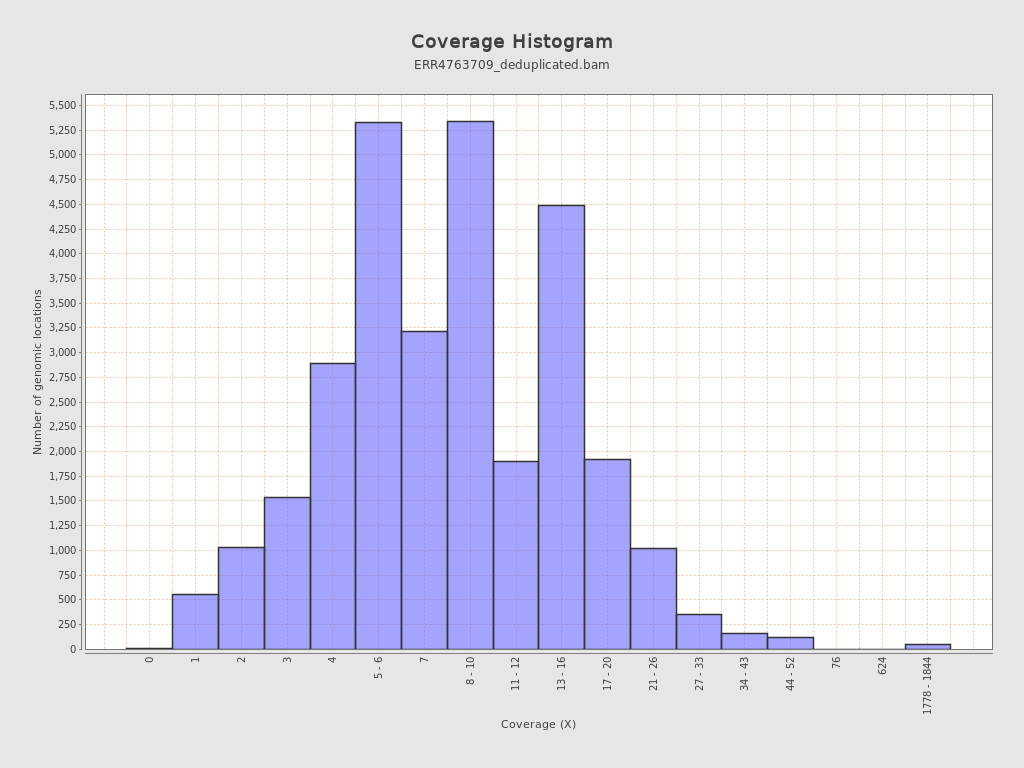 Coverage Histogram
ERR4763709_deduplicated.bam
5,500
5,250
5,000
4,750
4,500
4,250
4,000
3,750
3,500
3,250
3,000
2,750
2,500
2,250
2,000
1,750
1,500
1,250
1,000
750
500
250
0
Number of genomic locations
0
1
2
3
4
5 - 6
7
8 - 10
11 - 12
13 - 16
17 - 20
21 - 26
27 - 33
34 - 43
44 - 52
76
624
1778 - 1844
Coverage (X)